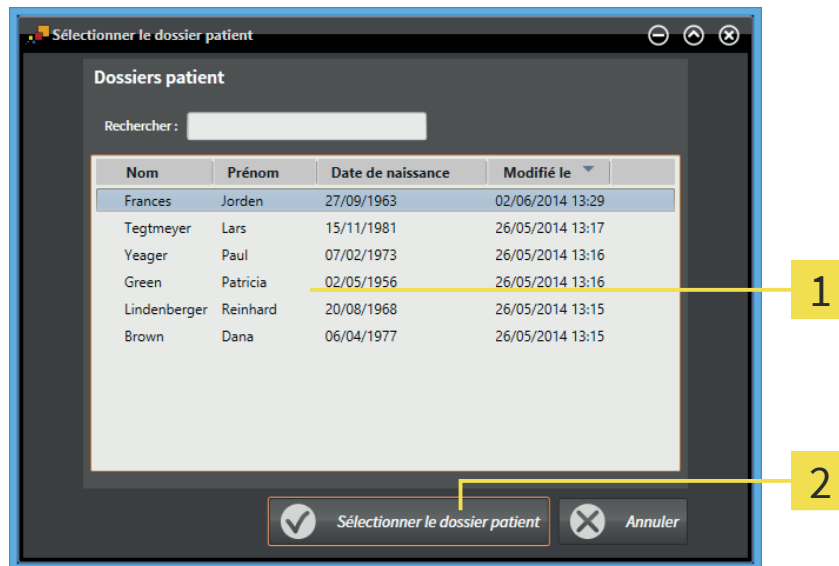 Sélectionner le dossier patient
Dossiers patient
Rechercher :
Nom Prénom Date de naissance Modifié le
Frances Jorden 27/09/1963 02/06/2014 13:29
Tegtmeyer Lars 15/11/1981 26/05/2014 13:17
Yeager Paul 07/02/1973 26/05/2014 13:16
Green Patricia 02/05/1956 26/05/2014 13:16
1
Lindenberger Reinhard 20/08/1968 26/05/2014 13:15
Brown Dana 06/04/1977 26/05/2014 13:15
2
Sélectionner le dossier patient Annuler